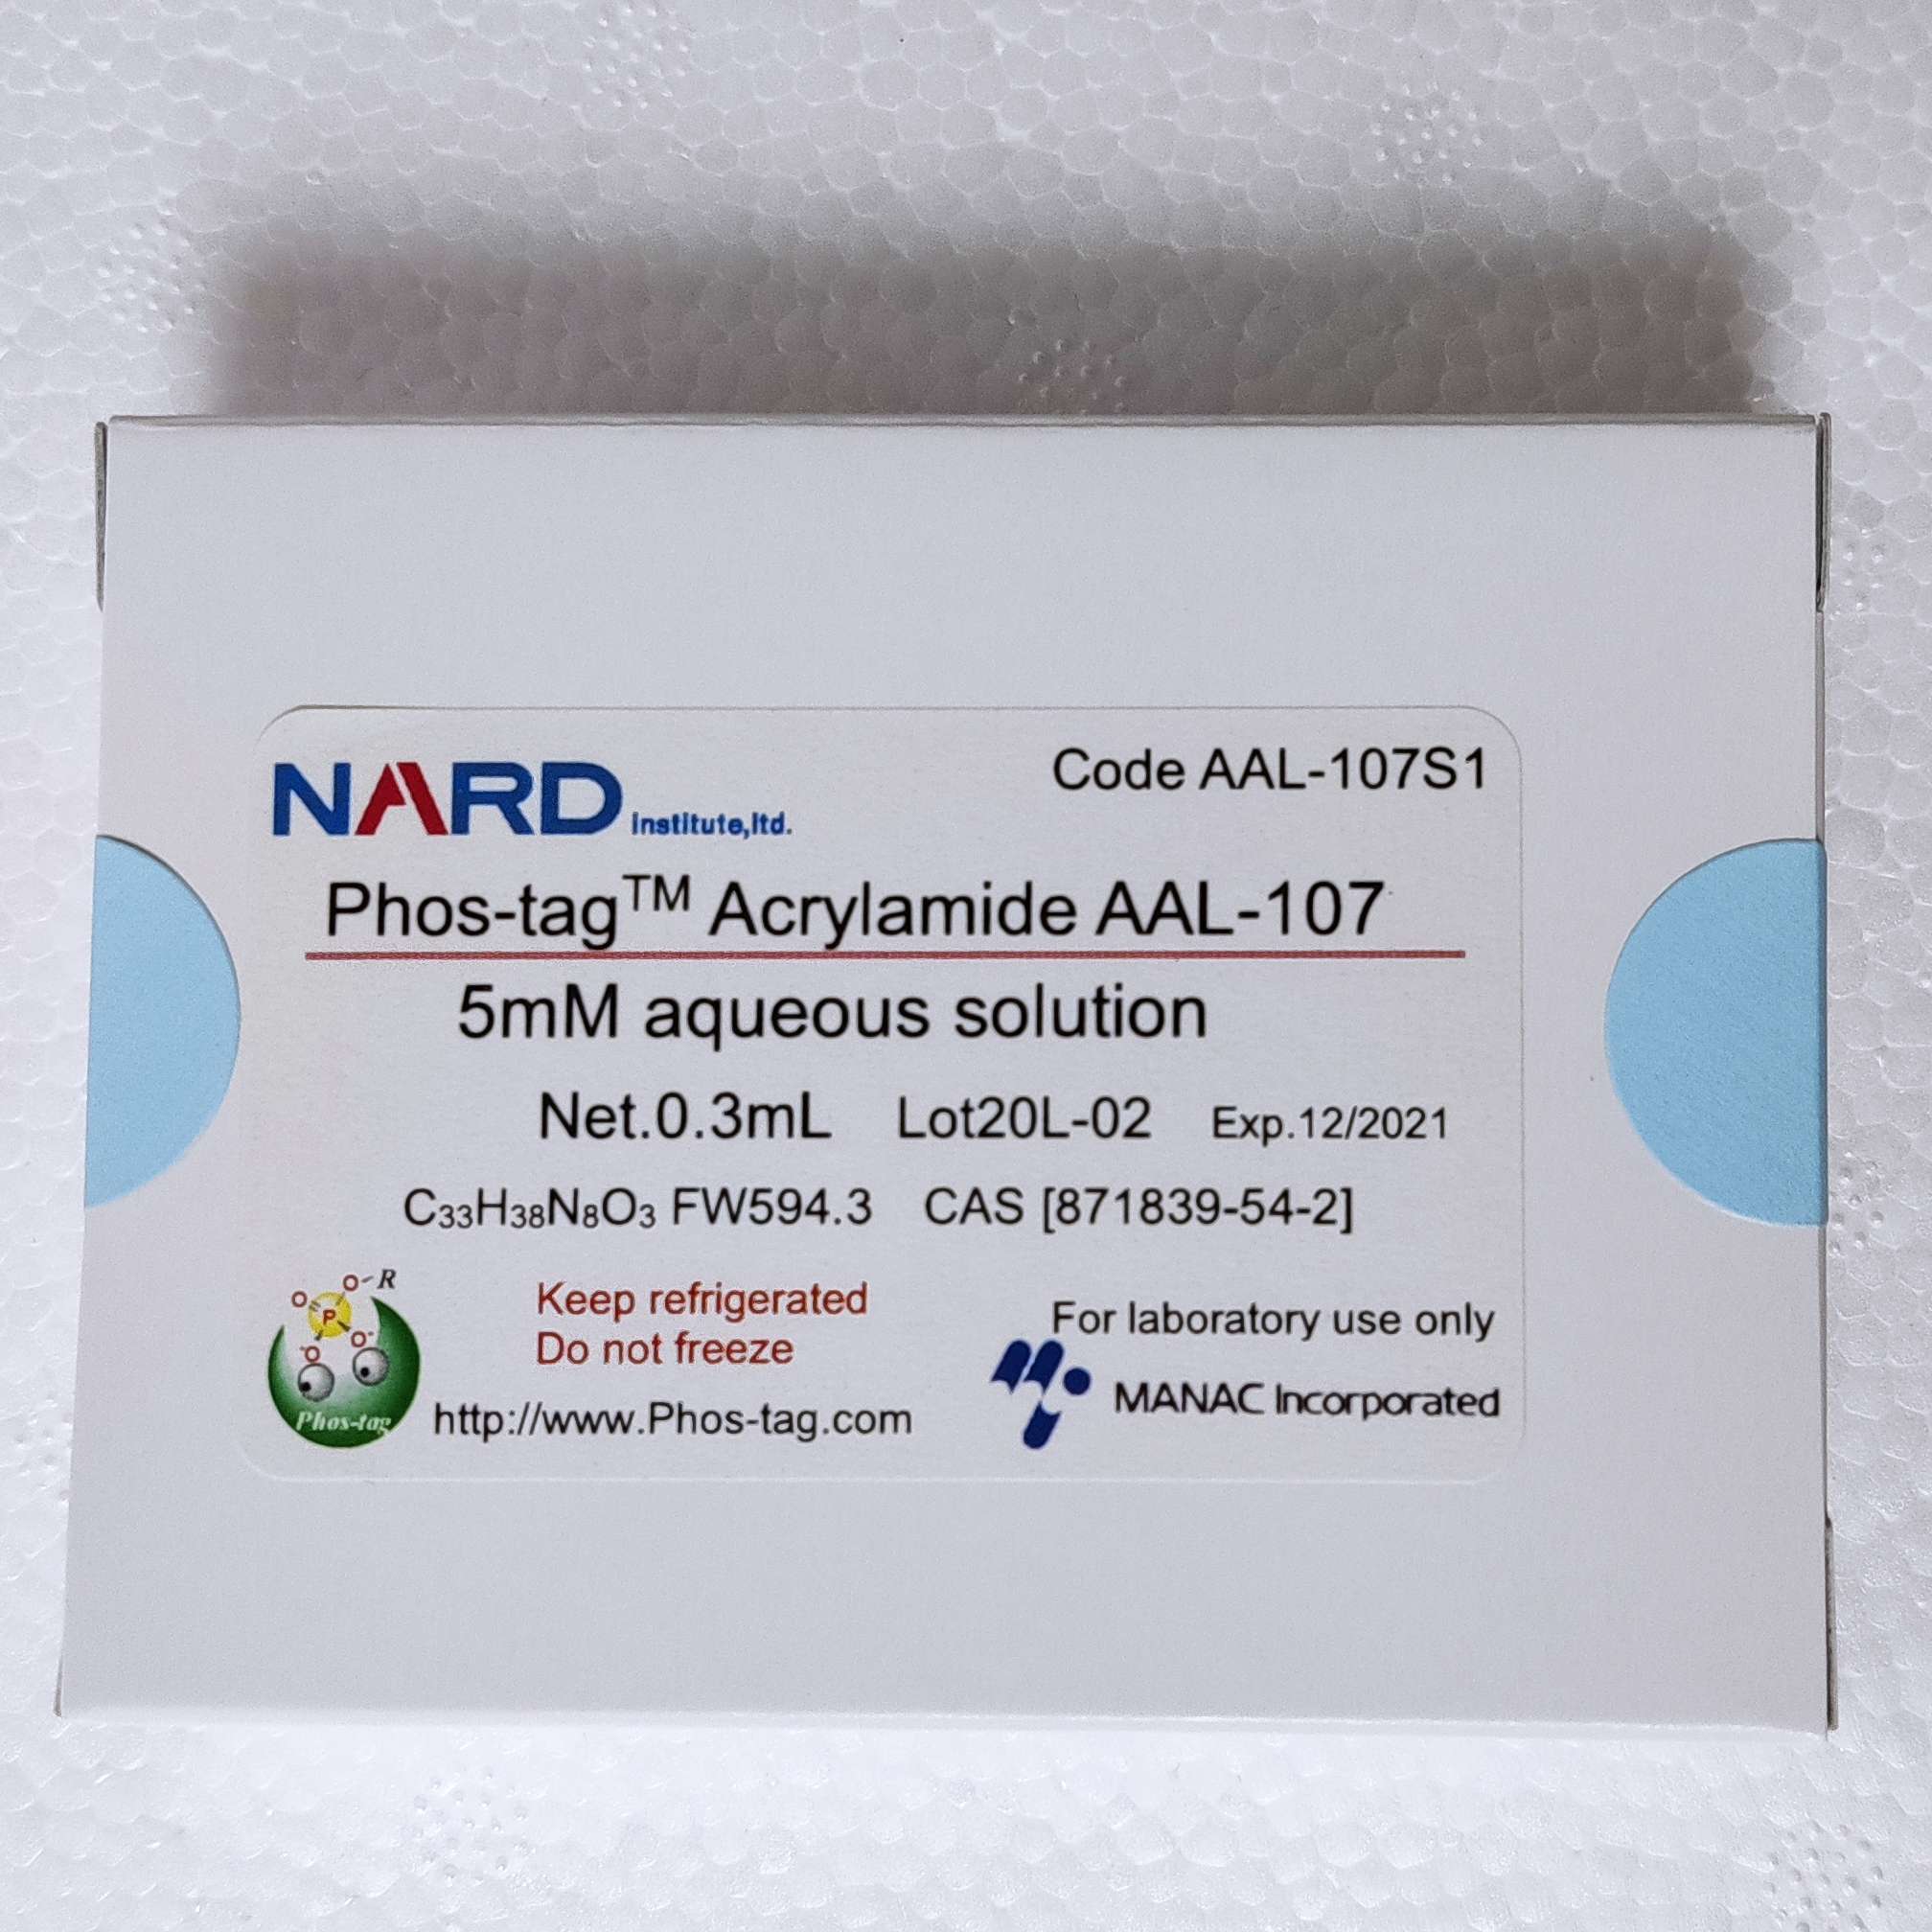 NARD institute,ltd.
Code AAL-107S1
Phos-tag™ Acrylamide AAL-107
5mM aqueous solution
Net.0.3mL Lot20L-02 Exp.12/2021
C₃₃H₃₈N₈O₃ FW594.3 CAS [871839-54-2]
O-R
O P
O⁻
⁻O
Phos-tag
Keep refrigerated
Do not freeze
http://www.Phos-tag.com
For laboratory use only
MANAC Incorporated